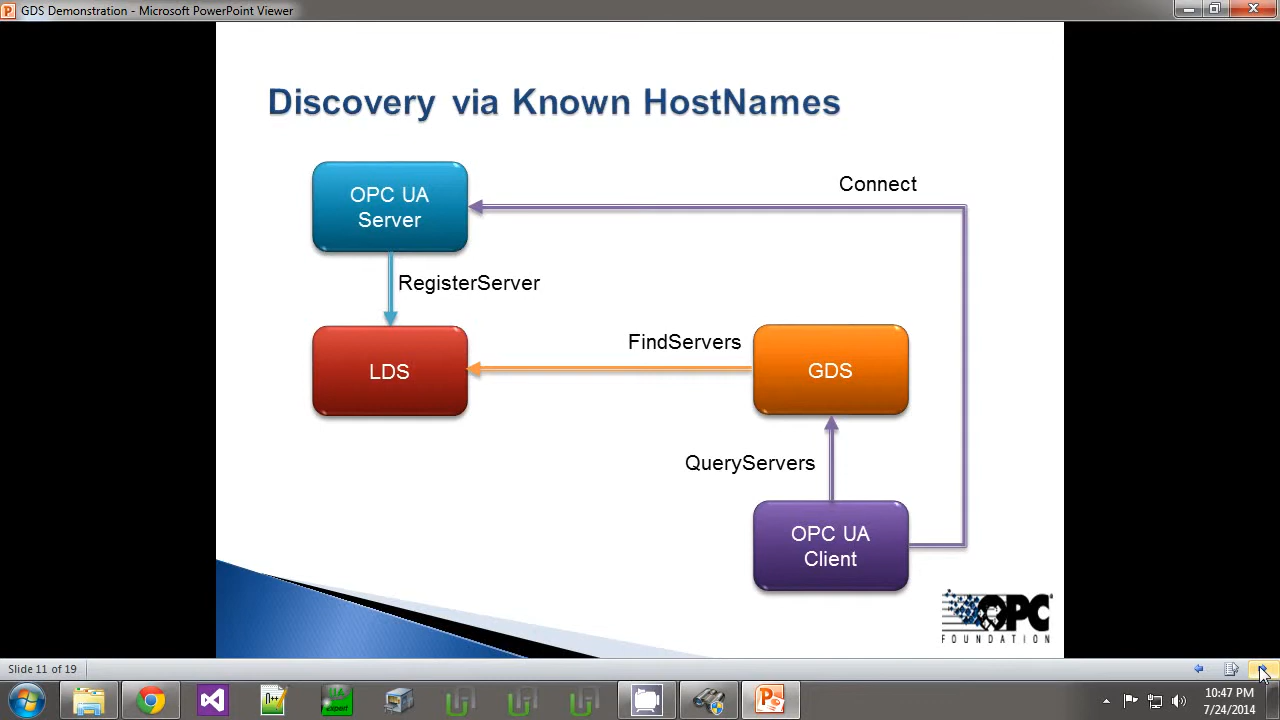 GDS Demonstration - Microsoft PowerPoint Viewer
Discovery via Known HostNames
OPC UA
Server
Connect
RegisterServer
LDS
FindServers
GDS
QueryServers
OPC UA
Client
OPC
FOUNDATION
Slide 11 of 19
10:47 PM
7/24/2014